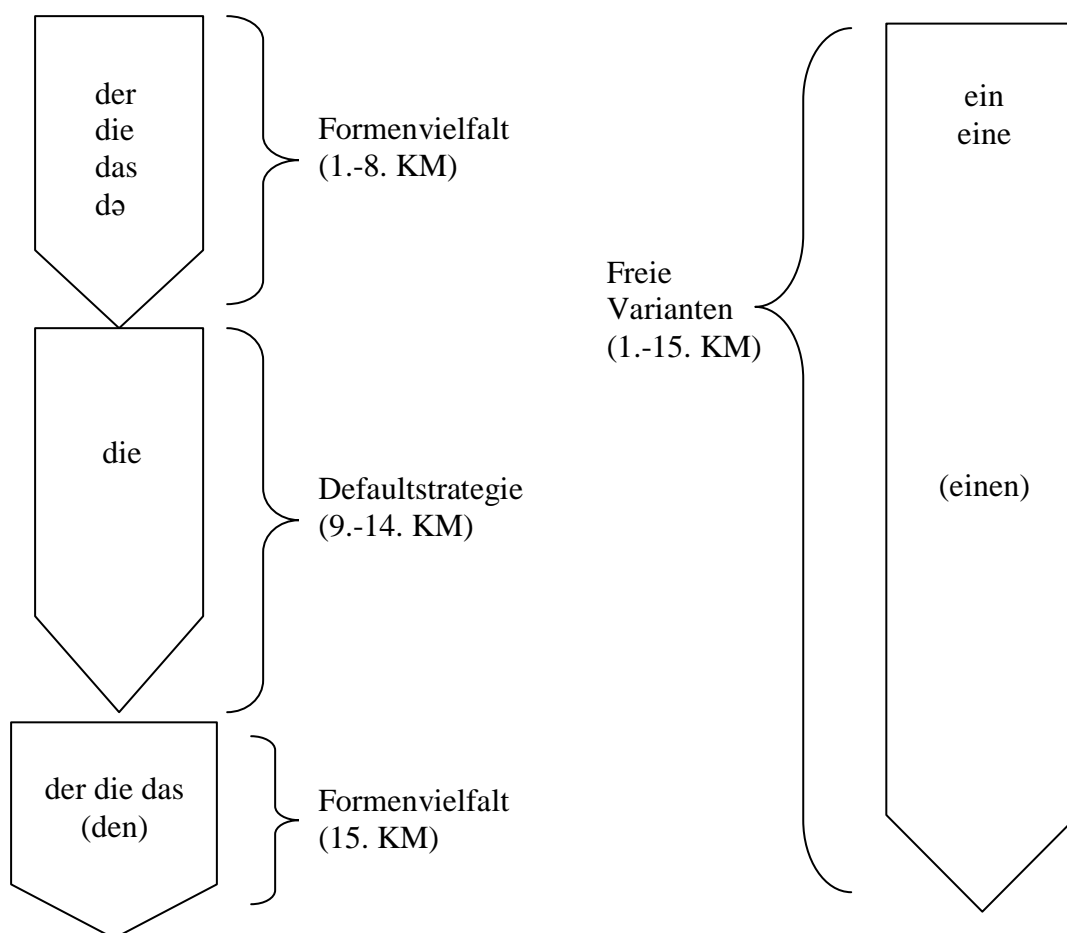 der
die
das
də
Formenvielfalt
(1.-8. KM)
die
Defaultstrategie
(9.-14. KM)
der die das
(den)
Formenvielfalt
(15. KM)
ein
eine
Freie
Varianten
(1.-15. KM)
(einen)